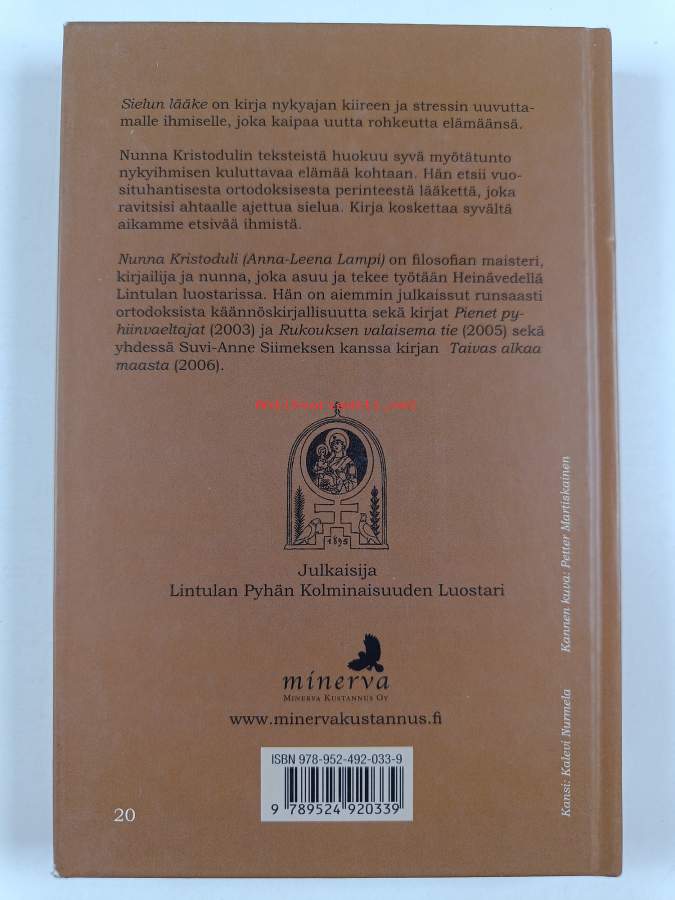 Sielun lääke on kirja nykyajan kiireen ja stressin uuvutta-
malle ihmiselle, joka kaipaa uutta rohkeutta elämäänsä.
Nunna Kristodulin teksteistä huokuu syvä myötätunto
nykyihmisen kuluttavaa elämää kohtaan. Hän etsii vuo-
situhantisesta ortodoksisesta perinteestä lääkettä, joka
ravitsisi ahtaalle ajettua sielua. Kirja koskettaa syvältä
aikamme etsivää ihmistä.
Nunna Kristoduli (Anna-Leena Lampi) on filosofian maisteri,
kirjailija ja nunna, joka asuu ja tekee työtään Heinävedellä
Lintulan luostarissa. Hän on aiemmin julkaissut runsaasti
ortodoksista käännöskirjallisuutta sekä kirjat Pienet py-
hiinvaeltajat (2003) ja Rukouksen valaisema tie (2005) sekä
yhdessä Suvi-Anne Siimeksen kanssa kirjan Taivas alkaa
maasta (2006).
1895
Julkaisija
Lintulan Pyhän Kolminaisuuden Luostari
minerva
MINERVA KUSTANNUS OY
www.minervakustannus.fi
ISBN 978-952-492-033-9
9 789524 920339
20
Kansi: Kalevi Nurmela Kannen kuva: Petter Martiskainen